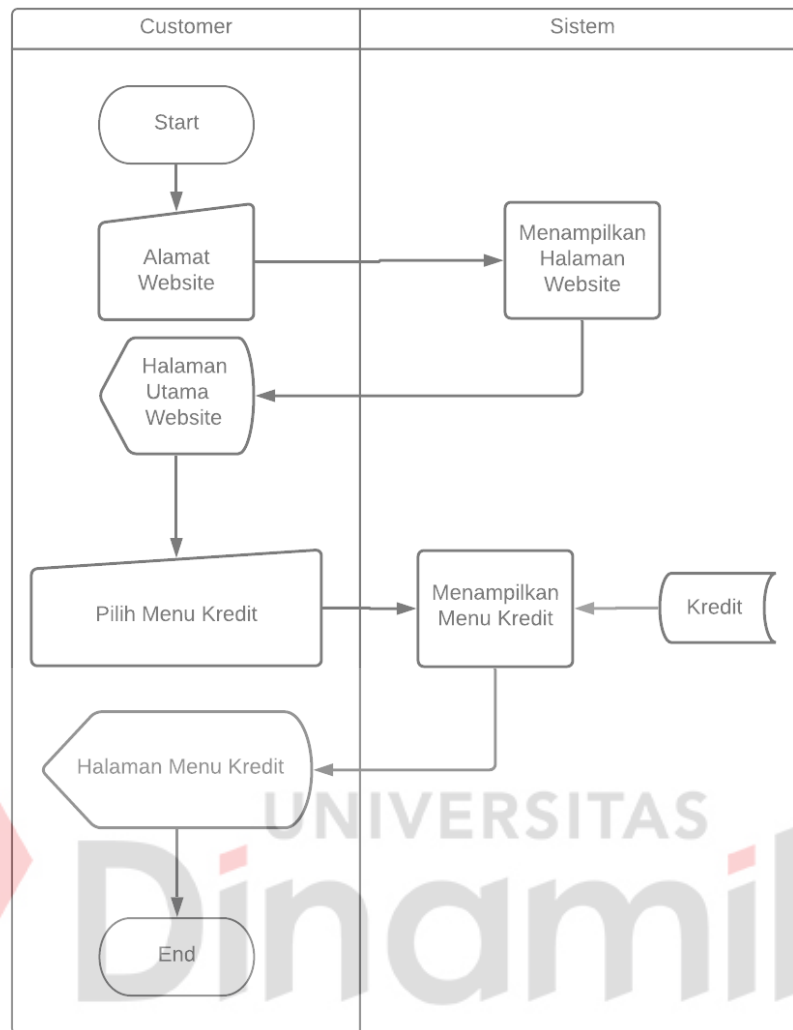 Customer
Sistem
Start
Alamat
Website
Menampilkan
Halaman
Website
Halaman
Utama
Website
Pilih Menu Kredit
Menampilkan
Menu Kredit
Kredit
Halaman Menu Kredit
UNIVERSITAS
End